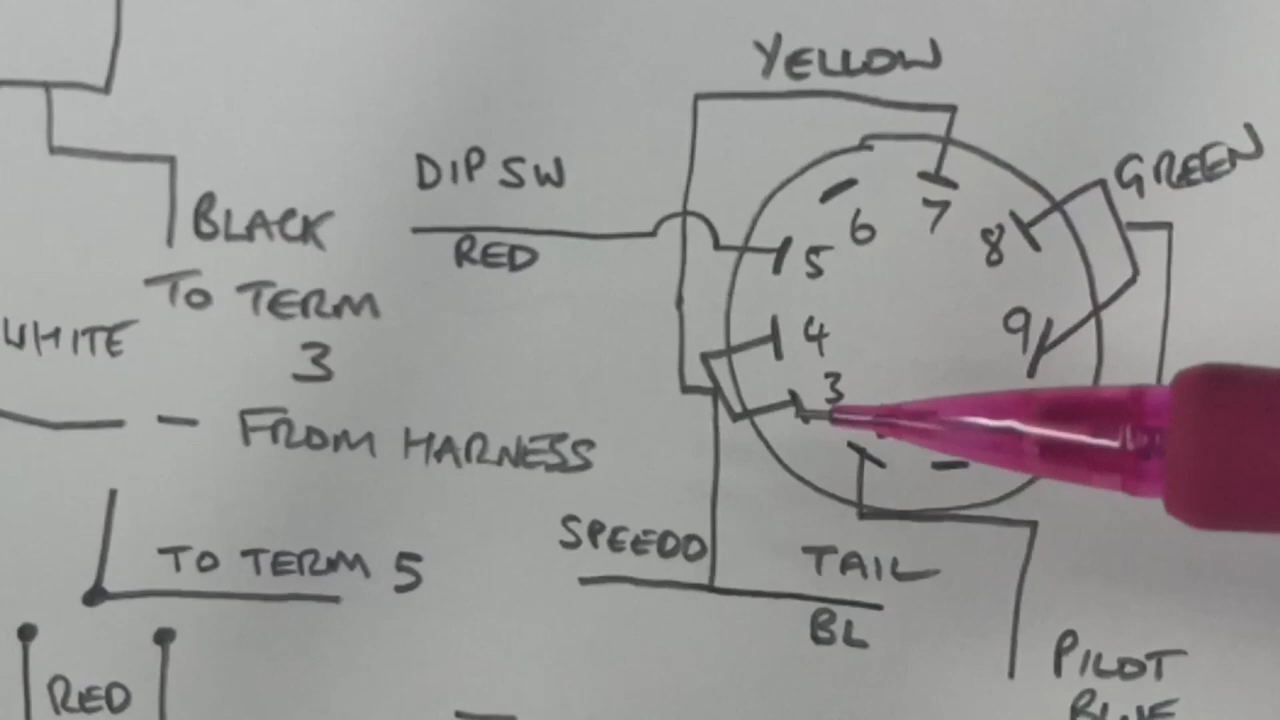 YELLOW
DIP SW
GREEN
BLACK
RED
TO TERM
3
WHITE
FROM HARNESS
6
7
8
5
4
9
3
SPEEDO
TAIL
TO TERM 5
BL
PILOT
BLUE
RED